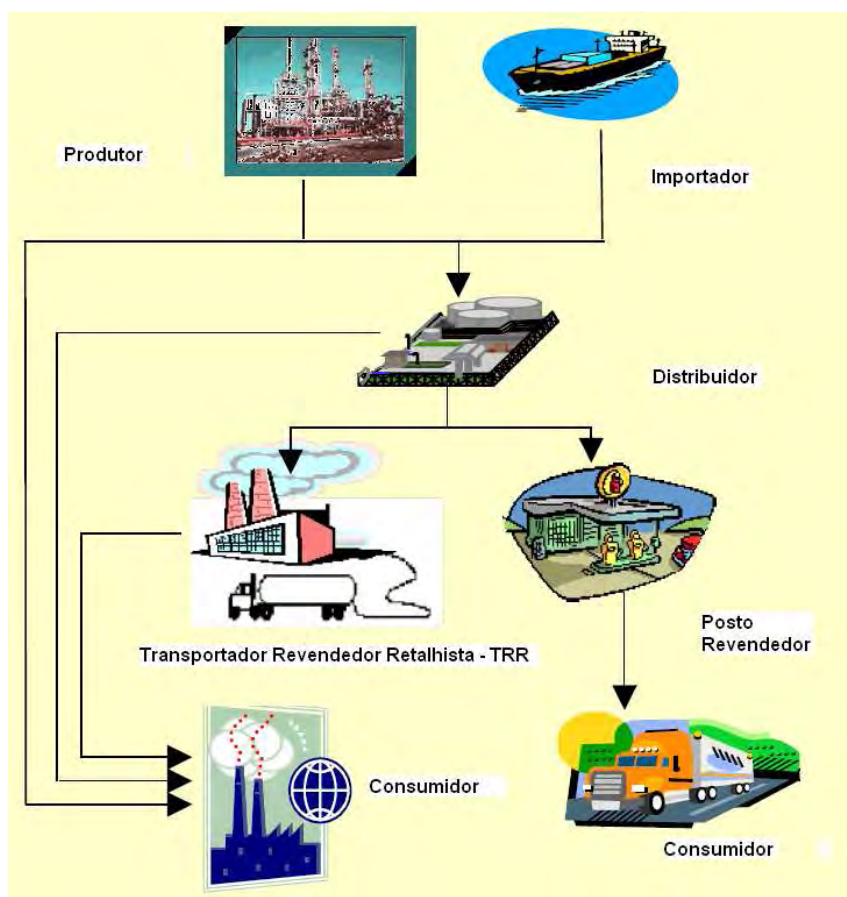 Produtor
Importador
Distribuidor
Transportador Revendedor Retalhista - TRR
Posto
Revendedor
Consumidor
Consumidor